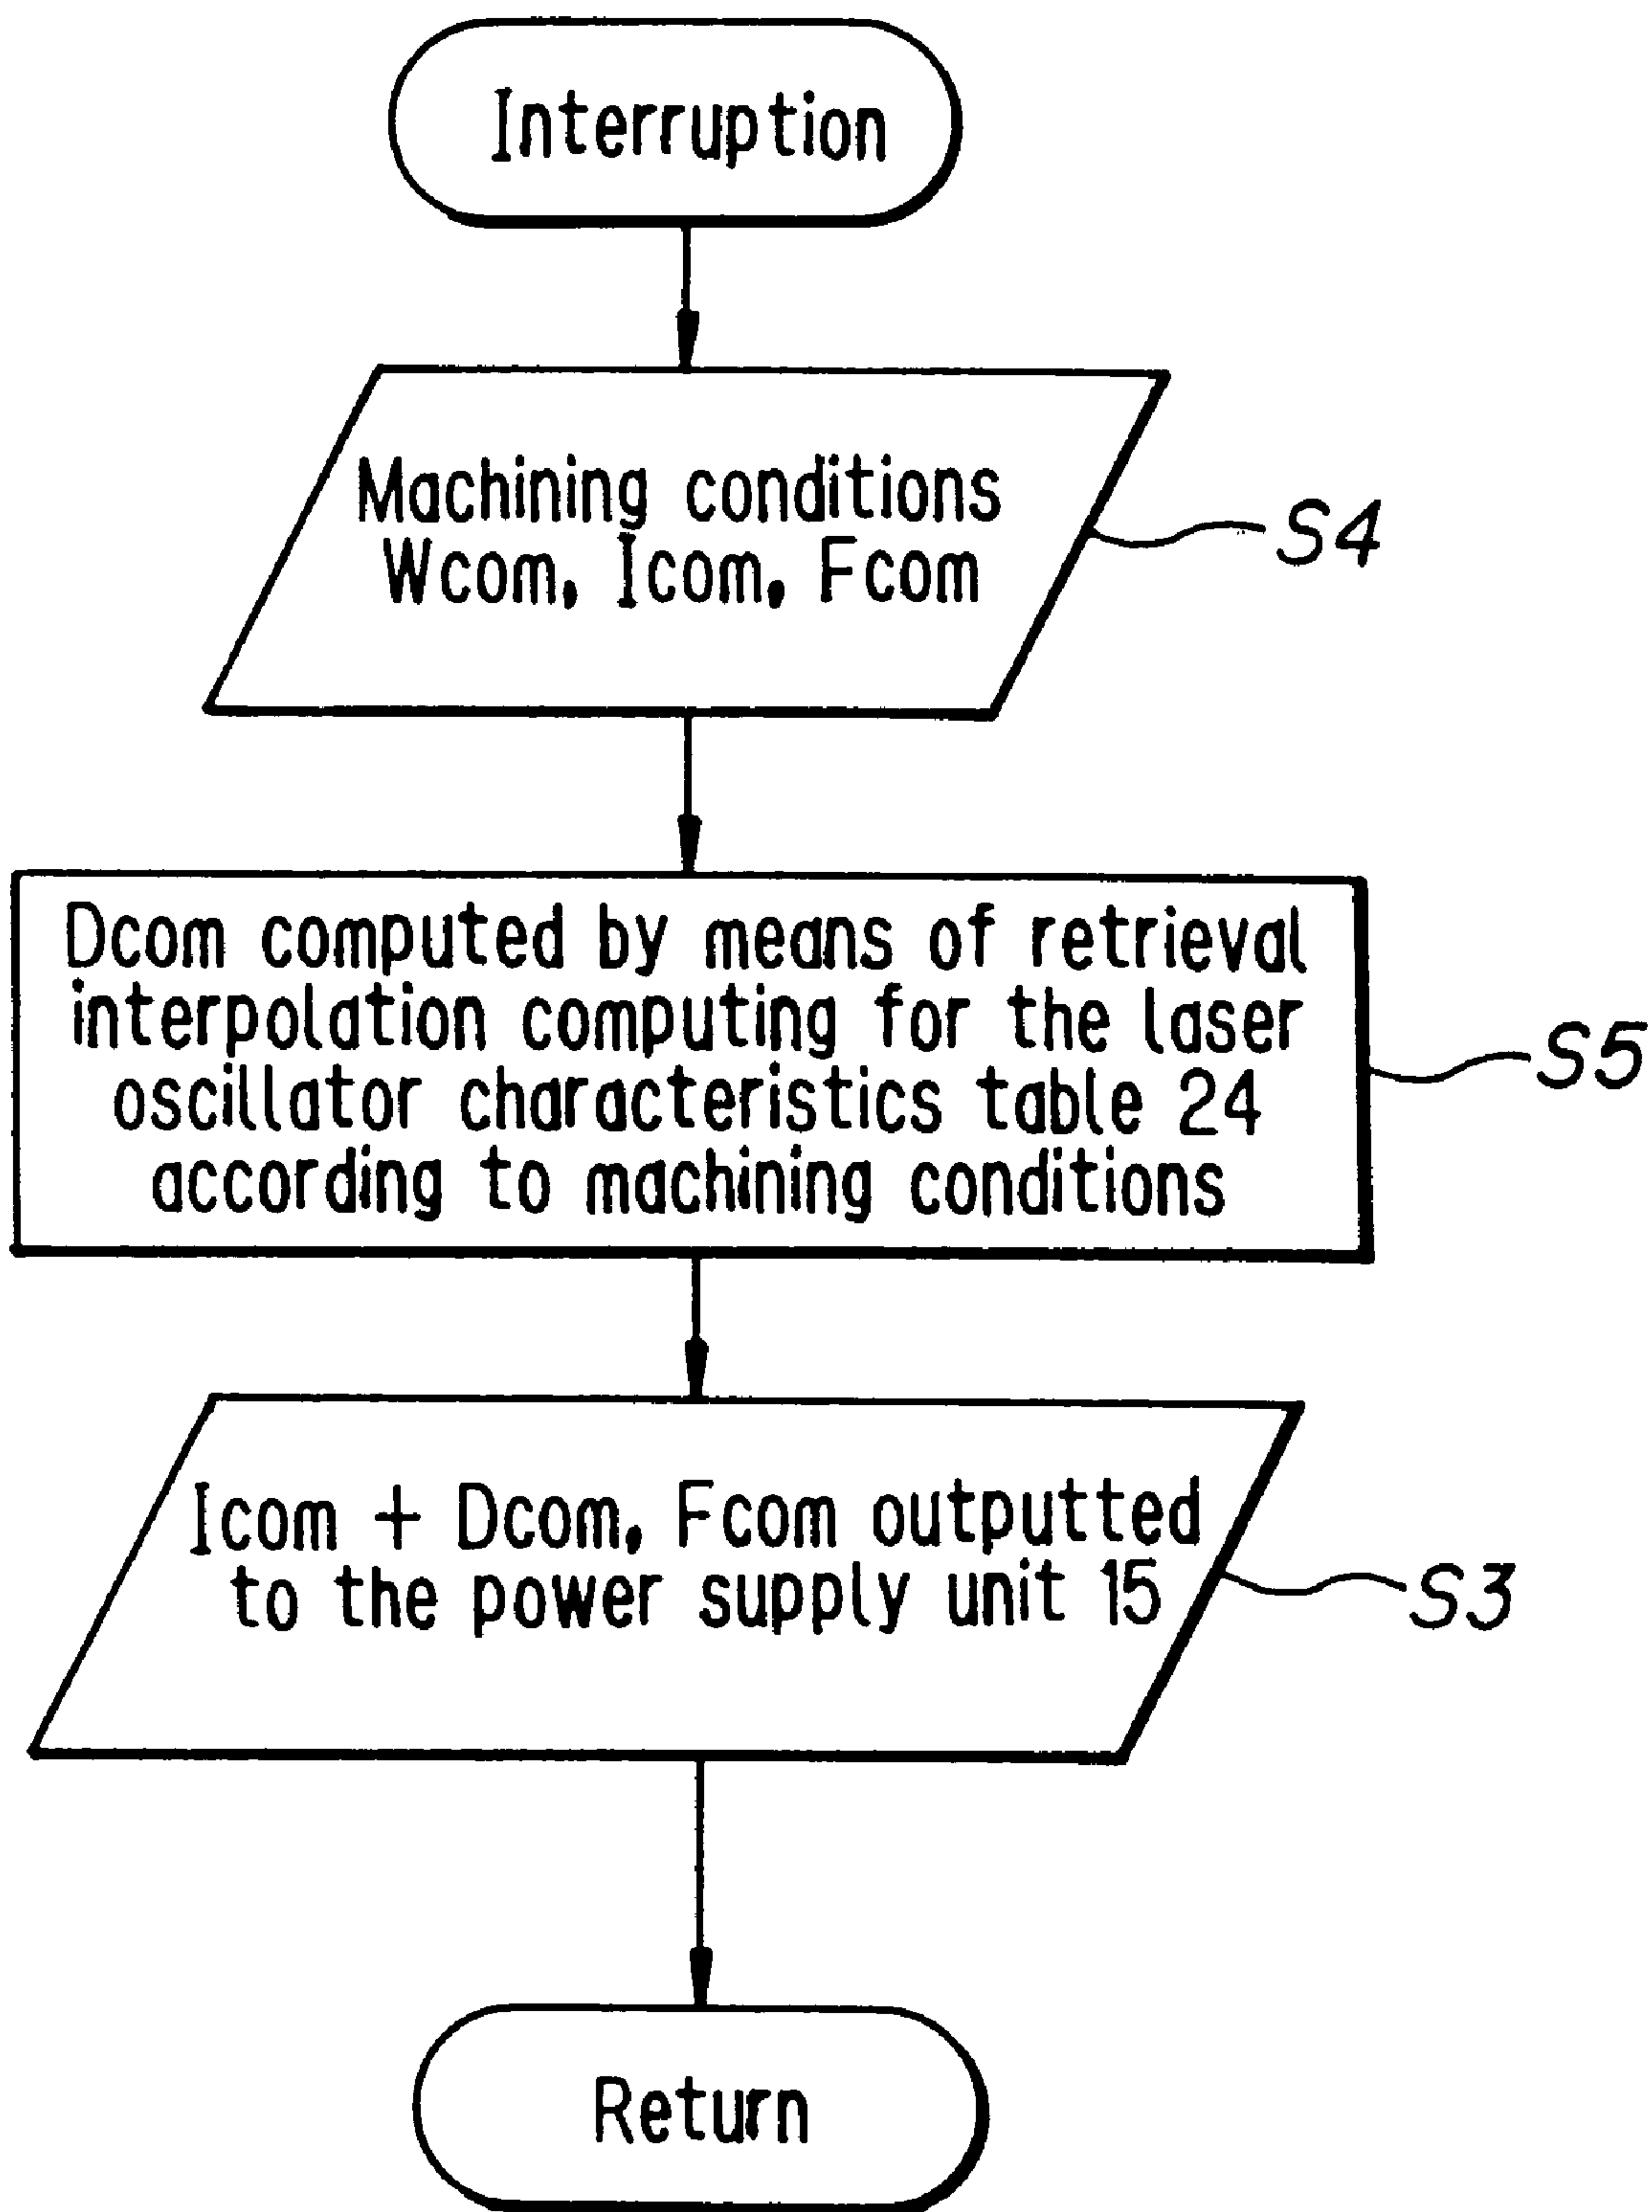 Interruption
Machining conditions
Wcom, Icom, Fcom
S4
Dcom computed by means of retrieval
interpolation computing for the laser
oscillator characteristics table 24
according to machining conditions
S5
Icom + Dcom, Fcom outputted
to the power supply unit 15
S3
Return